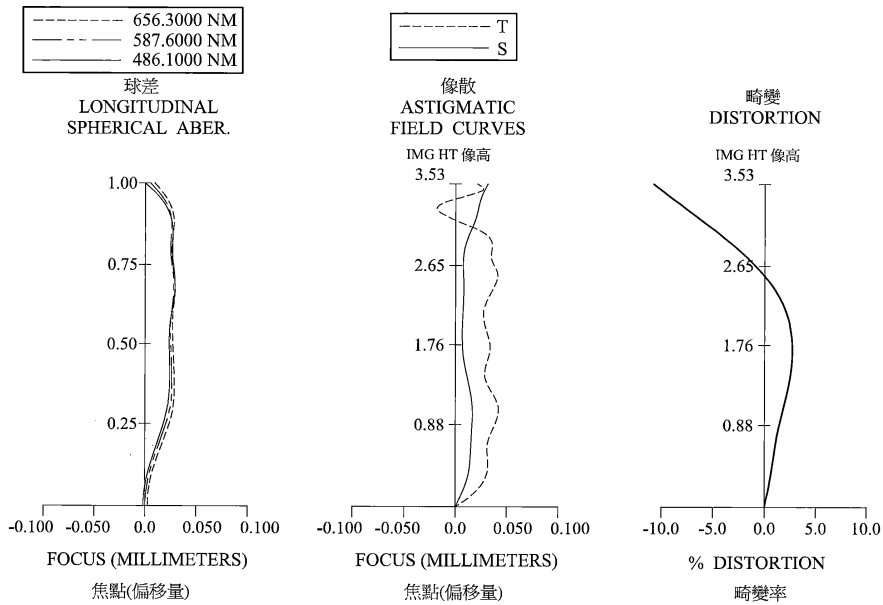 656.3000 NM
587.6000 NM
486.1000 NM
球差
LONGITUDINAL
SPHERICAL ABER.
1.00
0.75
0.50
0.25
-0.100 -0.050 0.0 0.050 0.100
FOCUS (MILLIMETERS)
焦點(偏移量)
T
S
像散
ASTIGMATIC
FIELD CURVES
IMG HT 像高
3.53
2.65
1.76
0.88
-0.100 -0.050 0.0 0.050 0.100
FOCUS (MILLIMETERS)
焦點(偏移量)
畸變
DISTORTION
IMG HT 像高
3.53
2.65
1.76
0.88
-10.0 -5.0 0.0 5.0 10.0
% DISTORTION
畸變率